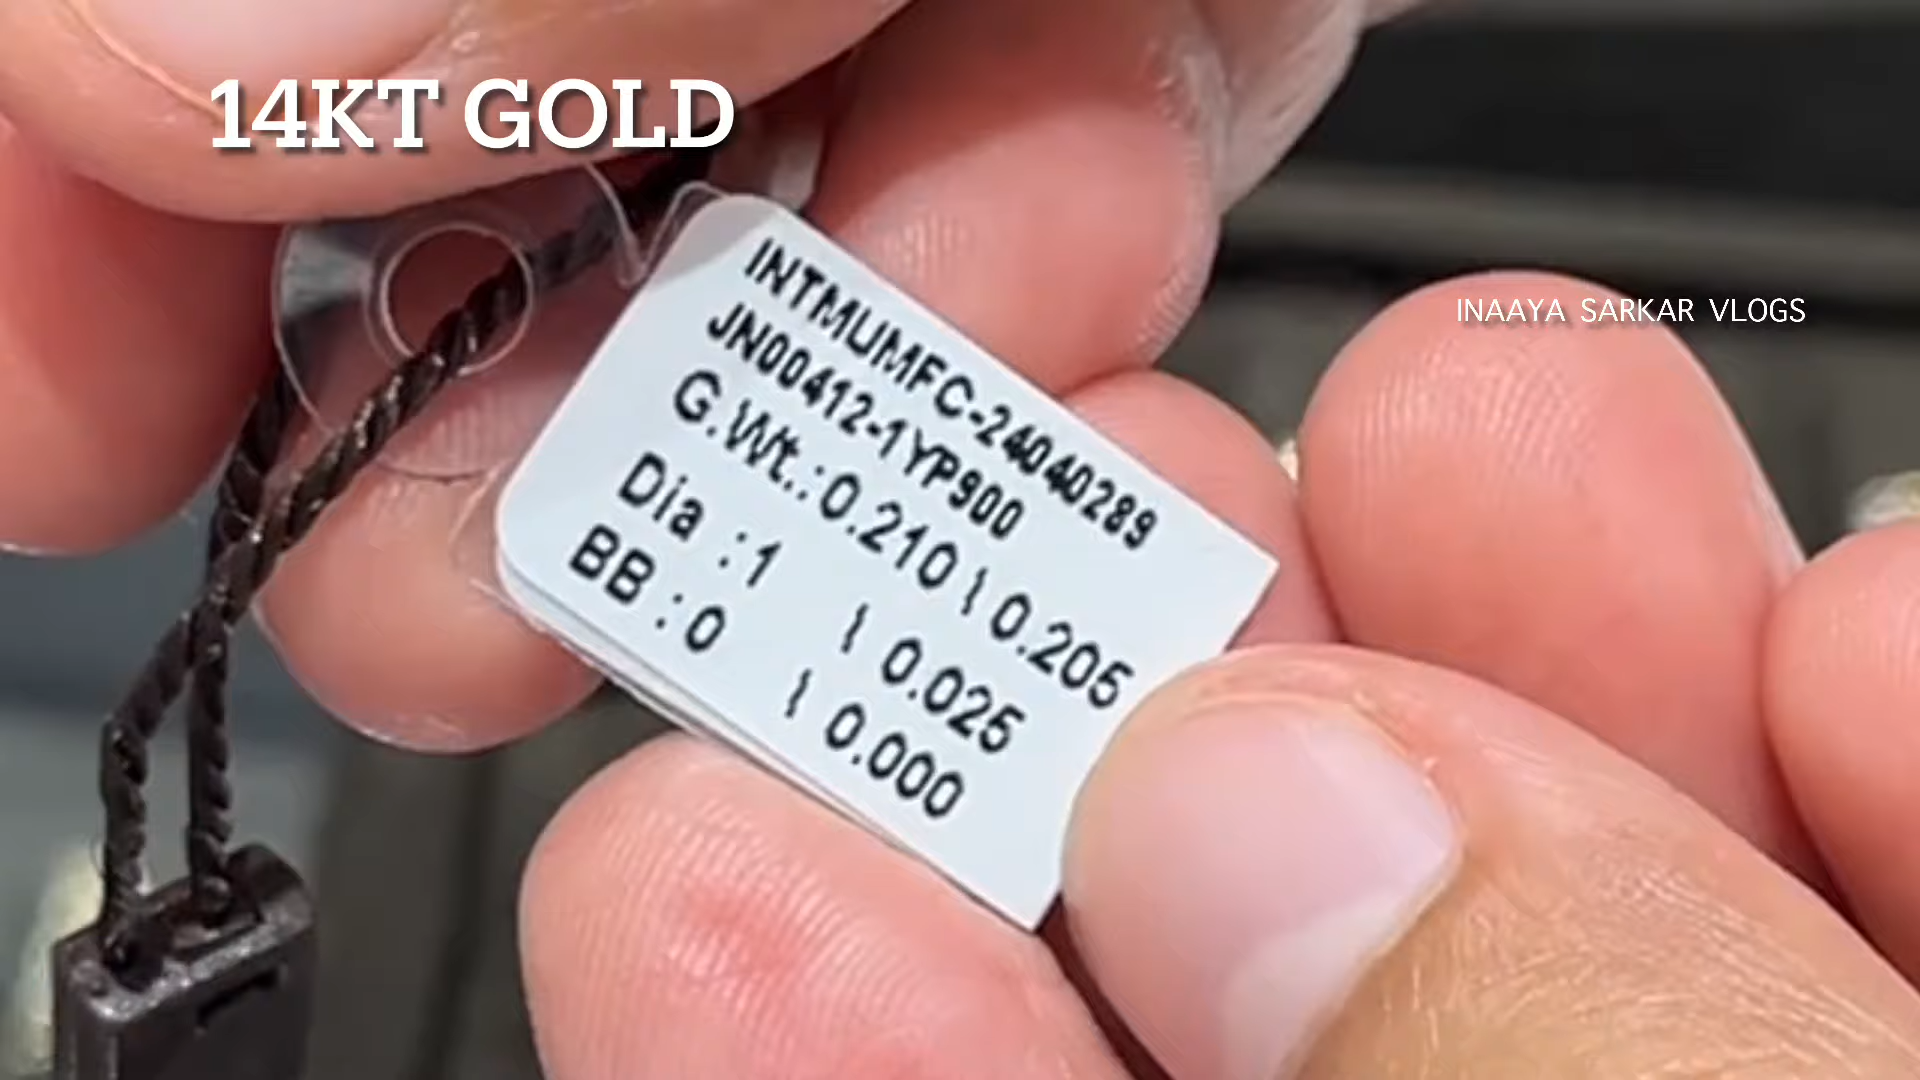 14KT GOLD
INAAYA SARKAR VLOGS
INTMUMFC-24040289
JN00412-1YP900
G.Wt.:0.210 \ 0.205
Dia :1 \ 0.025
BB :0 \ 0.000